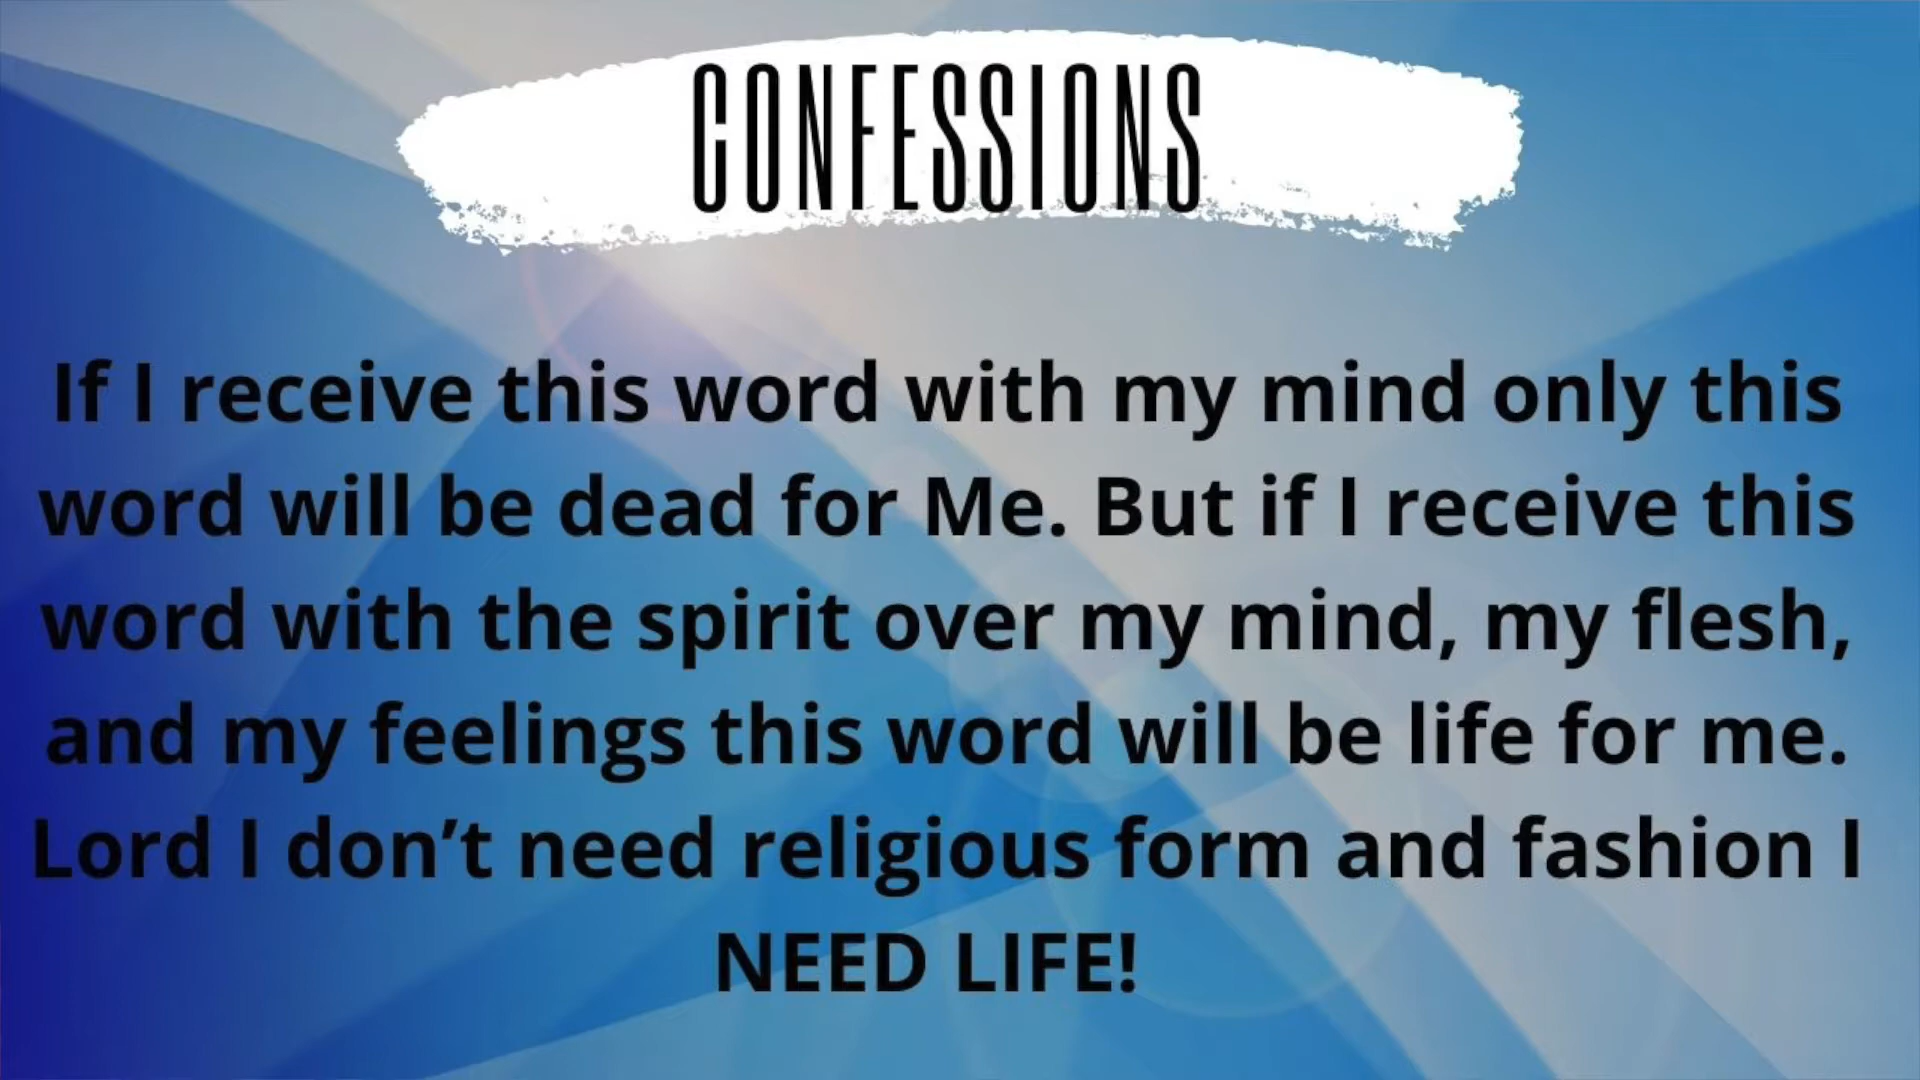 CONFESSIONS
If I receive this word with my mind only this
word will be dead for Me. But if I receive this
word with the spirit over my mind, my flesh,
and my feelings this word will be life for me.
Lord I don’t need religious form and fashion I
NEED LIFE!